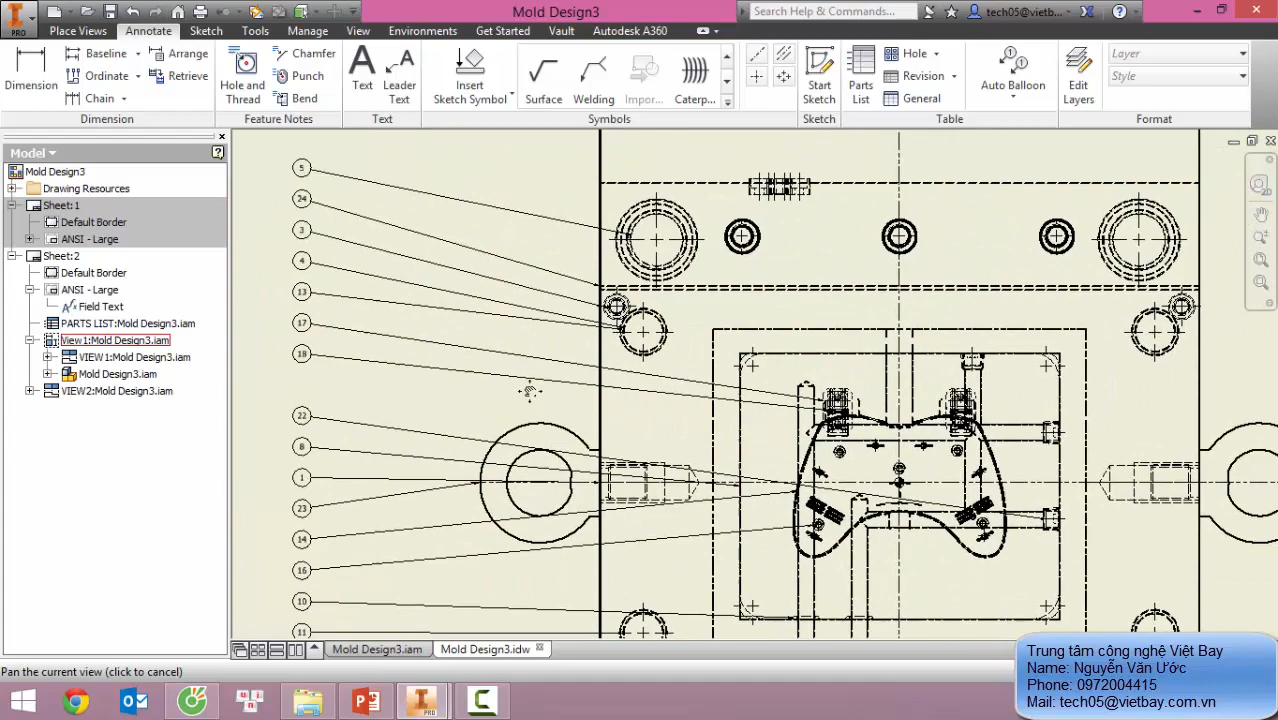 Mold Design3
Search Help & Commands...
tech05@vietb...
PRO
Place Views
Annotate
Sketch
Tools
Manage
View
Environments
Get Started
Vault
Autodesk A360
Dimension
Baseline
Ordinate
Chain
Arrange
Retrieve
Dimension
Hole and
Thread
Chamfer
Punch
Bend
Feature Notes
Text
Leader
Text
Text
Insert
Sketch Symbol
Surface
Welding
Impor...
Caterp...
Symbols
Start
Sketch
Sketch
Parts
List
Hole
Revision
General
Auto Balloon
Table
Edit
Layers
Layer
Style
Format
Model
Mold Design3
Drawing Resources
Sheet:1
Default Border
ANSI - Large
Sheet:2
Default Border
ANSI - Large
Field Text
PARTS LIST:Mold Design3.iam
View1:Mold Design3.iam
VIEW1:Mold Design3.iam
Mold Design3.iam
VIEW2:Mold Design3.iam
5
24
3
4
13
17
18
22
8
1
23
14
16
10
11
Mold Design3.iam
Mold Design3.idw
Pan the current view (click to cancel)
Trung tâm công nghệ Việt Bay
Name: Nguyễn Văn Ước
Phone: 0972004415
Mail: tech05@vietbay.com.vn
PRO